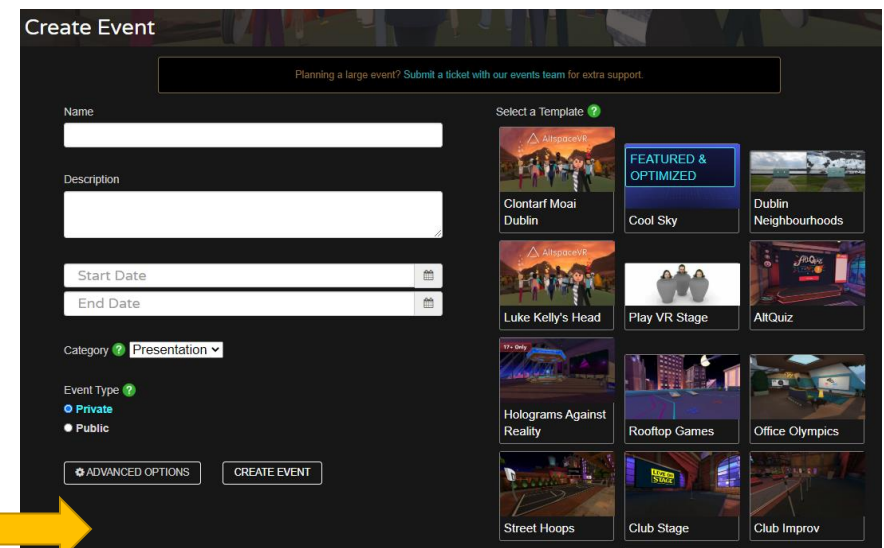 Create Event
Planning a large event? Submit a ticket with our events team for extra support.
Name
Description
Start Date
End Date
Category ? Presentation
Event Type ?
Private
Public
ADVANCED OPTIONS
CREATE EVENT
Select a Template ?
AltspaceVR
Clontarf Moai
Dublin
FEATURED &
OPTIMIZED
Cool Sky
Dublin
Neighbourhoods
AltspaceVR
Luke Kelly's Head
Play VR Stage
AltQuiz
17+ Only
Holograms Against
Reality
Rooftop Games
Office Olympics
Street Hoops
LIVE ON
STAGE
Club Stage
Club Improv